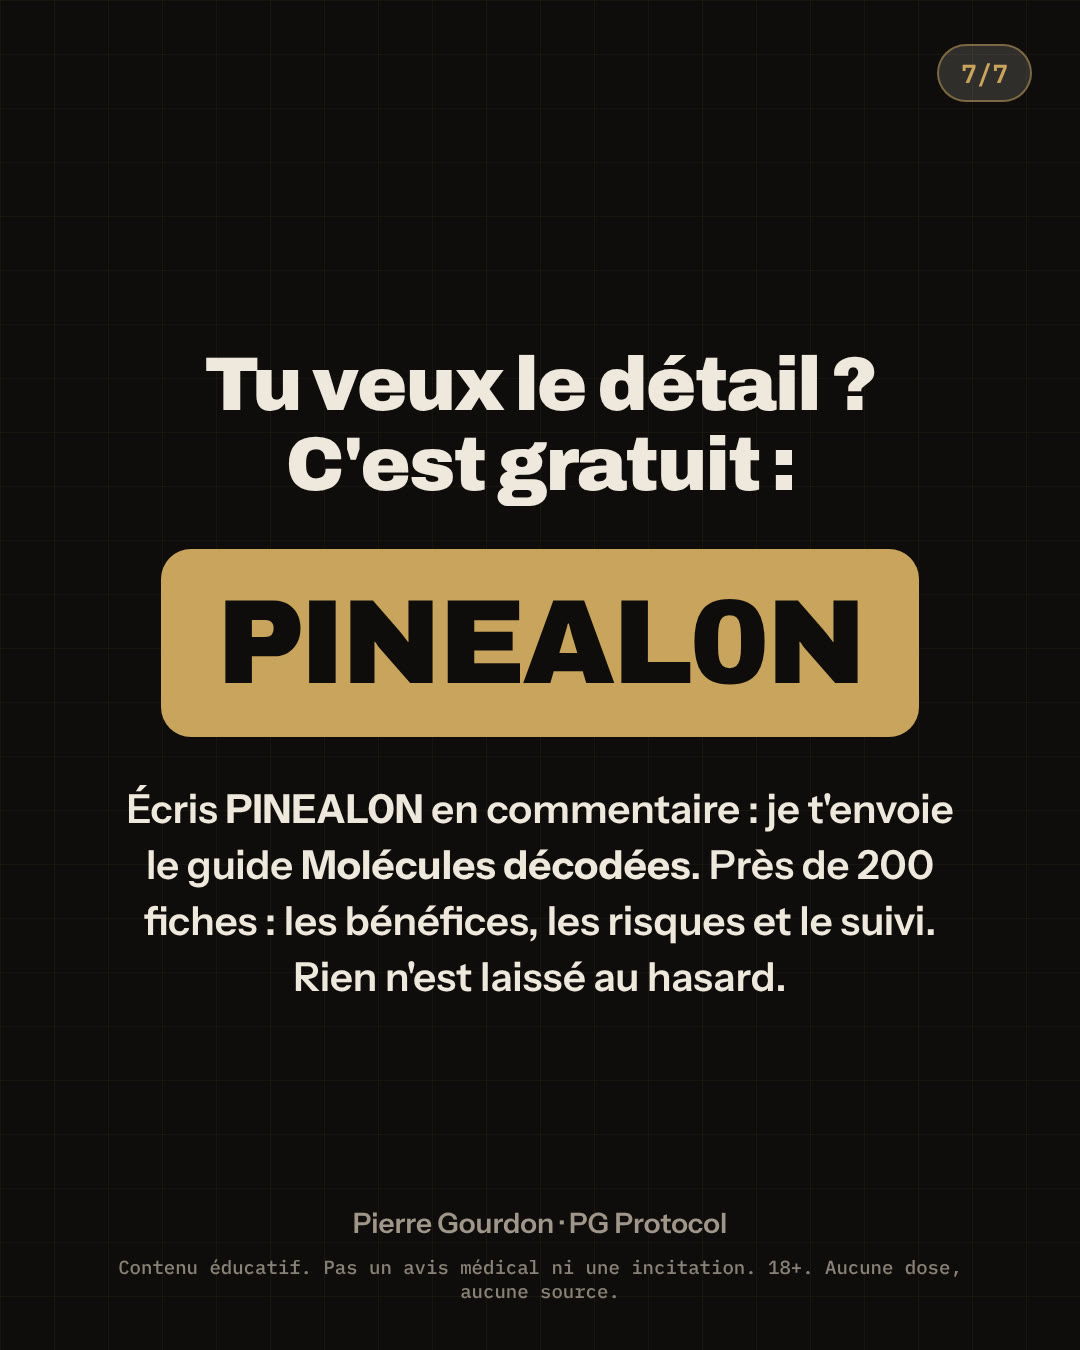 7/7
Tu veux le détail ?
C'est gratuit :
PINEAL0N
Écris PINEAL0N en commentaire : je t'envoie
le guide Molécules décodées. Près de 200
fiches : les bénéfices, les risques et le suivi.
Rien n'est laissé au hasard.
Pierre Gourdon · PG Protocol
Contenu éducatif. Pas un avis médical ni une incitation. 18+. Aucune dose,
aucune source.